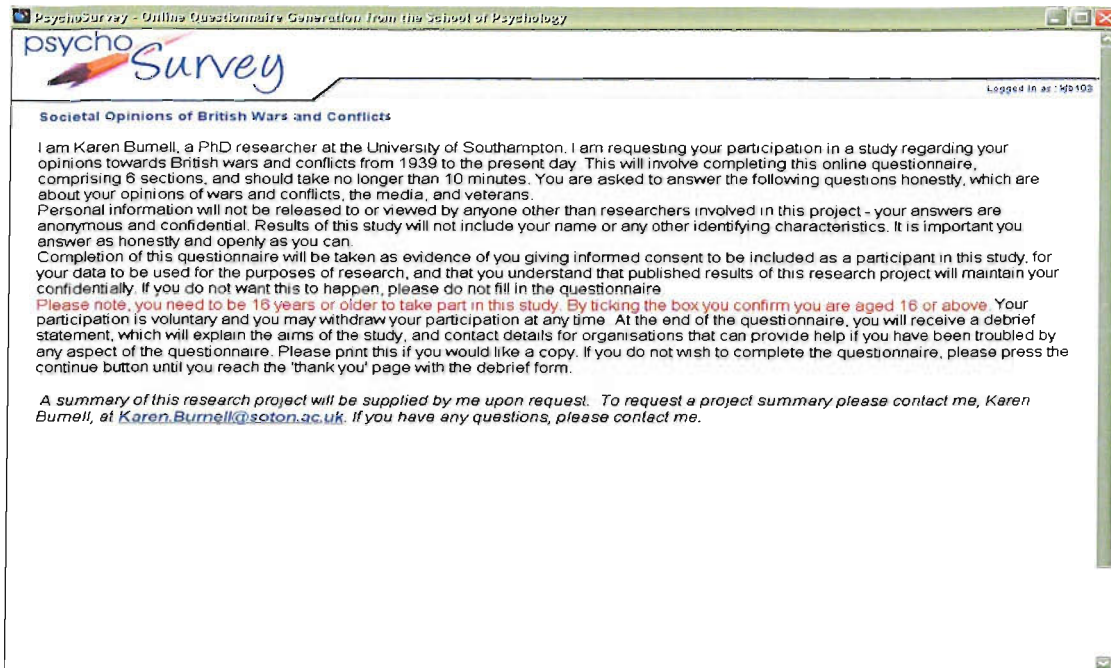 PsychoSurvey - Online Questionnaire Generation from the School of Psychology
psycho
Survey
Logged in as : kjb103
Societal Opinions of British Wars and Conflicts
I am Karen Burnell, a PhD researcher at the University of Southampton. I am requesting your participation in a study regarding your
opinions towards British wars and conflicts from 1939 to the present day. This will involve completing this online questionnaire,
comprising 6 sections, and should take no longer than 10 minutes. You are asked to answer the following questions honestly, which are
about your opinions of wars and conflicts, the media, and veterans.
Personal information will not be released to or viewed by anyone other than researchers involved in this project - your answers are
anonymous and confidential. Results of this study will not include your name or any other identifying characteristics. It is important you
answer as honestly and openly as you can.
Completion of this questionnaire will be taken as evidence of you giving informed consent to be included as a participant in this study, for
your data to be used for the purposes of research, and that you understand that published results of this research project will maintain your
confidentially. If you do not want this to happen, please do not fill in the questionnaire
Please note, you need to be 16 years or older to take part in this study. By ticking the box you confirm you are aged 16 or above. Your
participation is voluntary and you may withdraw your participation at any time. At the end of the questionnaire, you will receive a debrief
statement, which will explain the aims of the study, and contact details for organisations that can provide help if you have been troubled by
any aspect of the questionnaire. Please print this if you would like a copy. If you do not wish to complete the questionnaire, please press the
continue button until you reach the 'thank you' page with the debrief form.
A summary of this research project will be supplied by me upon request. To request a project summary please contact me, Karen
Burnell, at Karen.Burnell@soton.ac.uk. If you have any questions, please contact me.